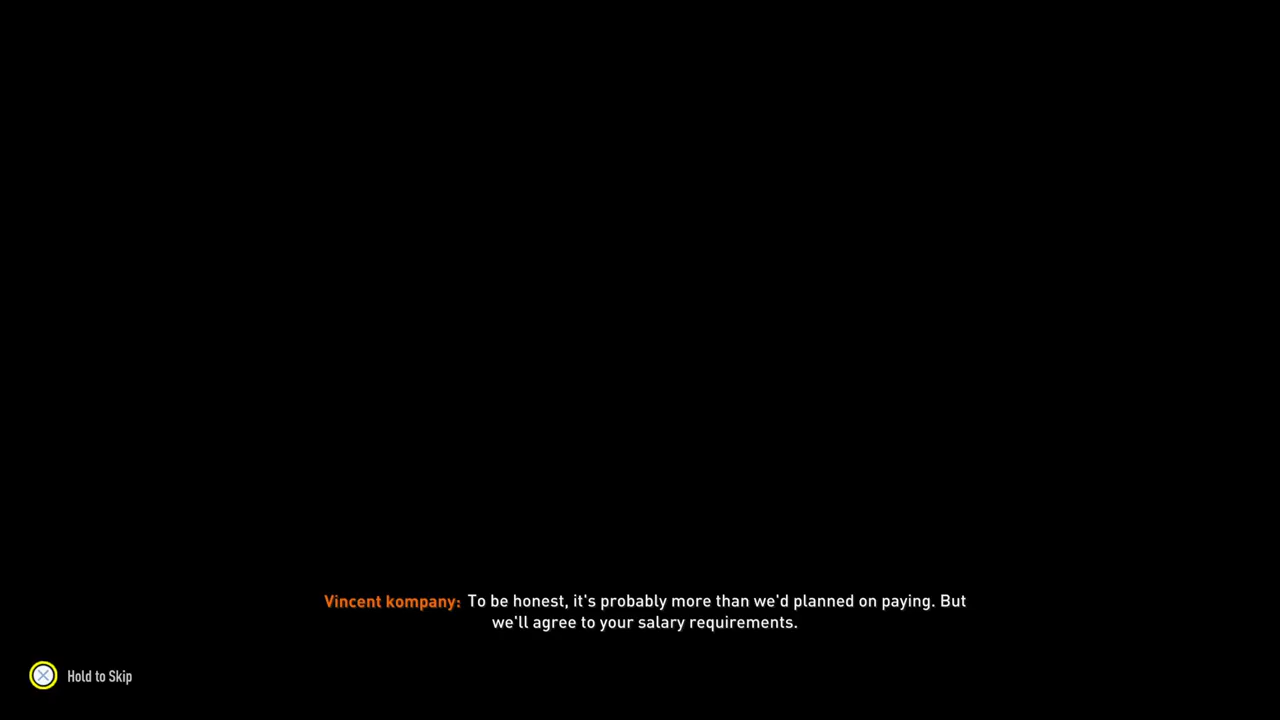 Vincent kompany: To be honest, it's probably more than we'd planned on paying. But
we'll agree to your salary requirements.
Hold to Skip